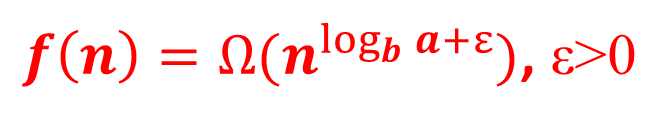 f(n) = Ω(n^{log_b a+ε}), ε>0